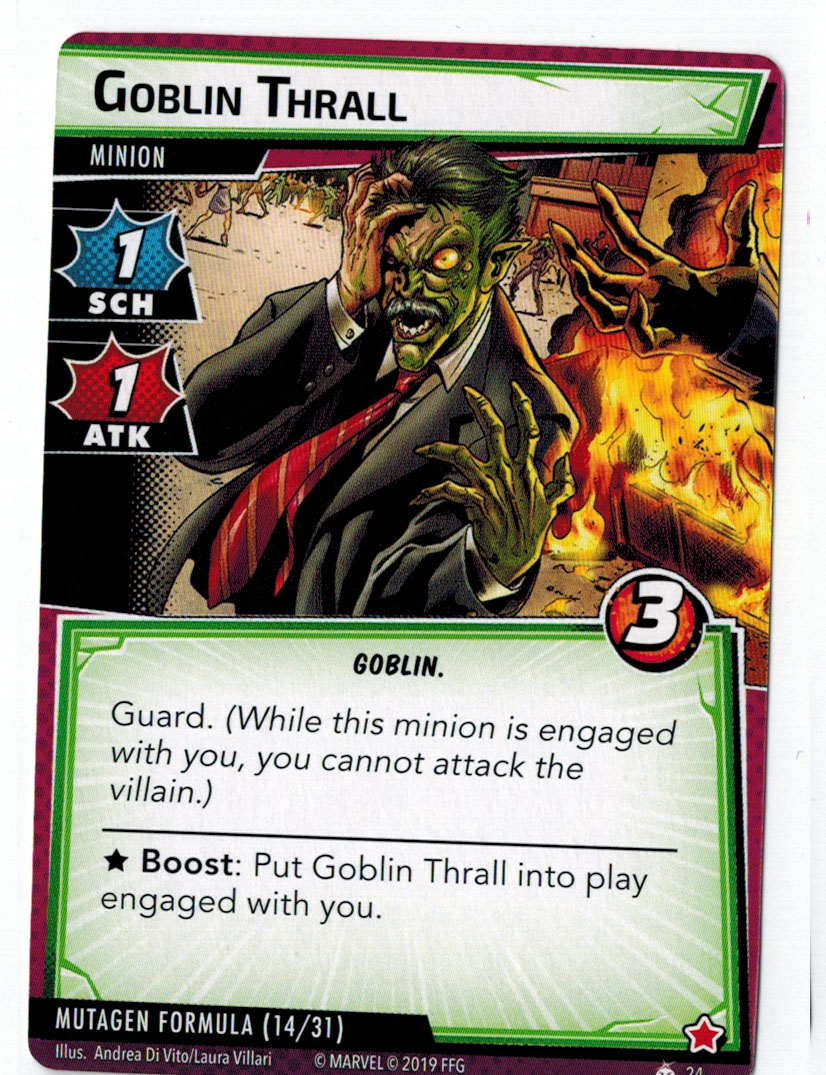 GOBLIN THRALL
MINION
1
SCH
1
ATK
3
GOBLIN.
Guard. (While this minion is engaged
with you, you cannot attack the
villain.)
★ Boost: Put Goblin Thrall into play
engaged with you.
MUTAGEN FORMULA (14/31)
Illus. Andrea Di Vito/Laura Villari © MARVEL © 2019 FFG
24